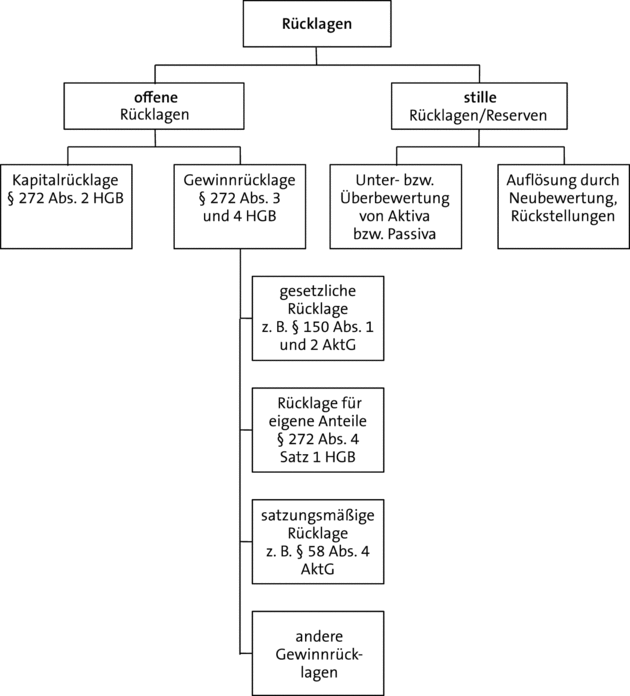 Rücklagen
offene
Rücklagen
stille
Rücklagen/Reserven
Kapitalrücklage
§ 272 Abs. 2 HGB
Gewinnrücklage
§ 272 Abs. 3
und 4 HGB
Unter- bzw.
Überbewertung
von Aktiva
bzw. Passiva
Auflösung durch
Neubewertung,
Rückstellungen
gesetzliche
Rücklage
z. B. § 150 Abs. 1
und 2 AktG
Rücklage für
eigene Anteile
§ 272 Abs. 4
Satz 1 HGB
satzungsmäßige
Rücklage
z. B. § 58 Abs. 4
AktG
andere
Gewinnrück-
lagen